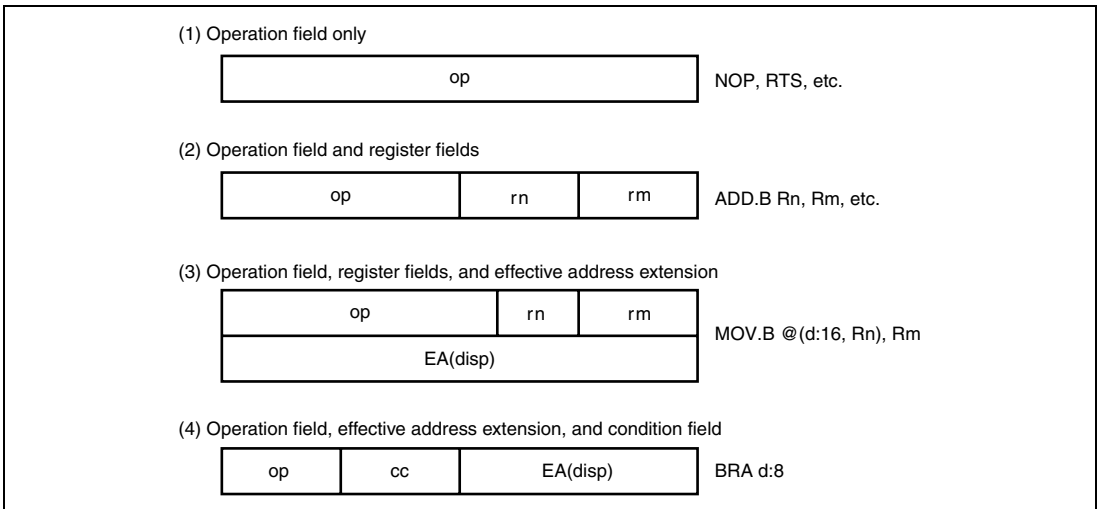 (1) Operation field only
op
NOP, RTS, etc.
(2) Operation field and register fields
op rn rm
ADD.B Rn, Rm, etc.
(3) Operation field, register fields, and effective address extension
op rn rm
EA(disp)
MOV.B @(d:16, Rn), Rm
(4) Operation field, effective address extension, and condition field
op cc EA(disp)
BRA d:8